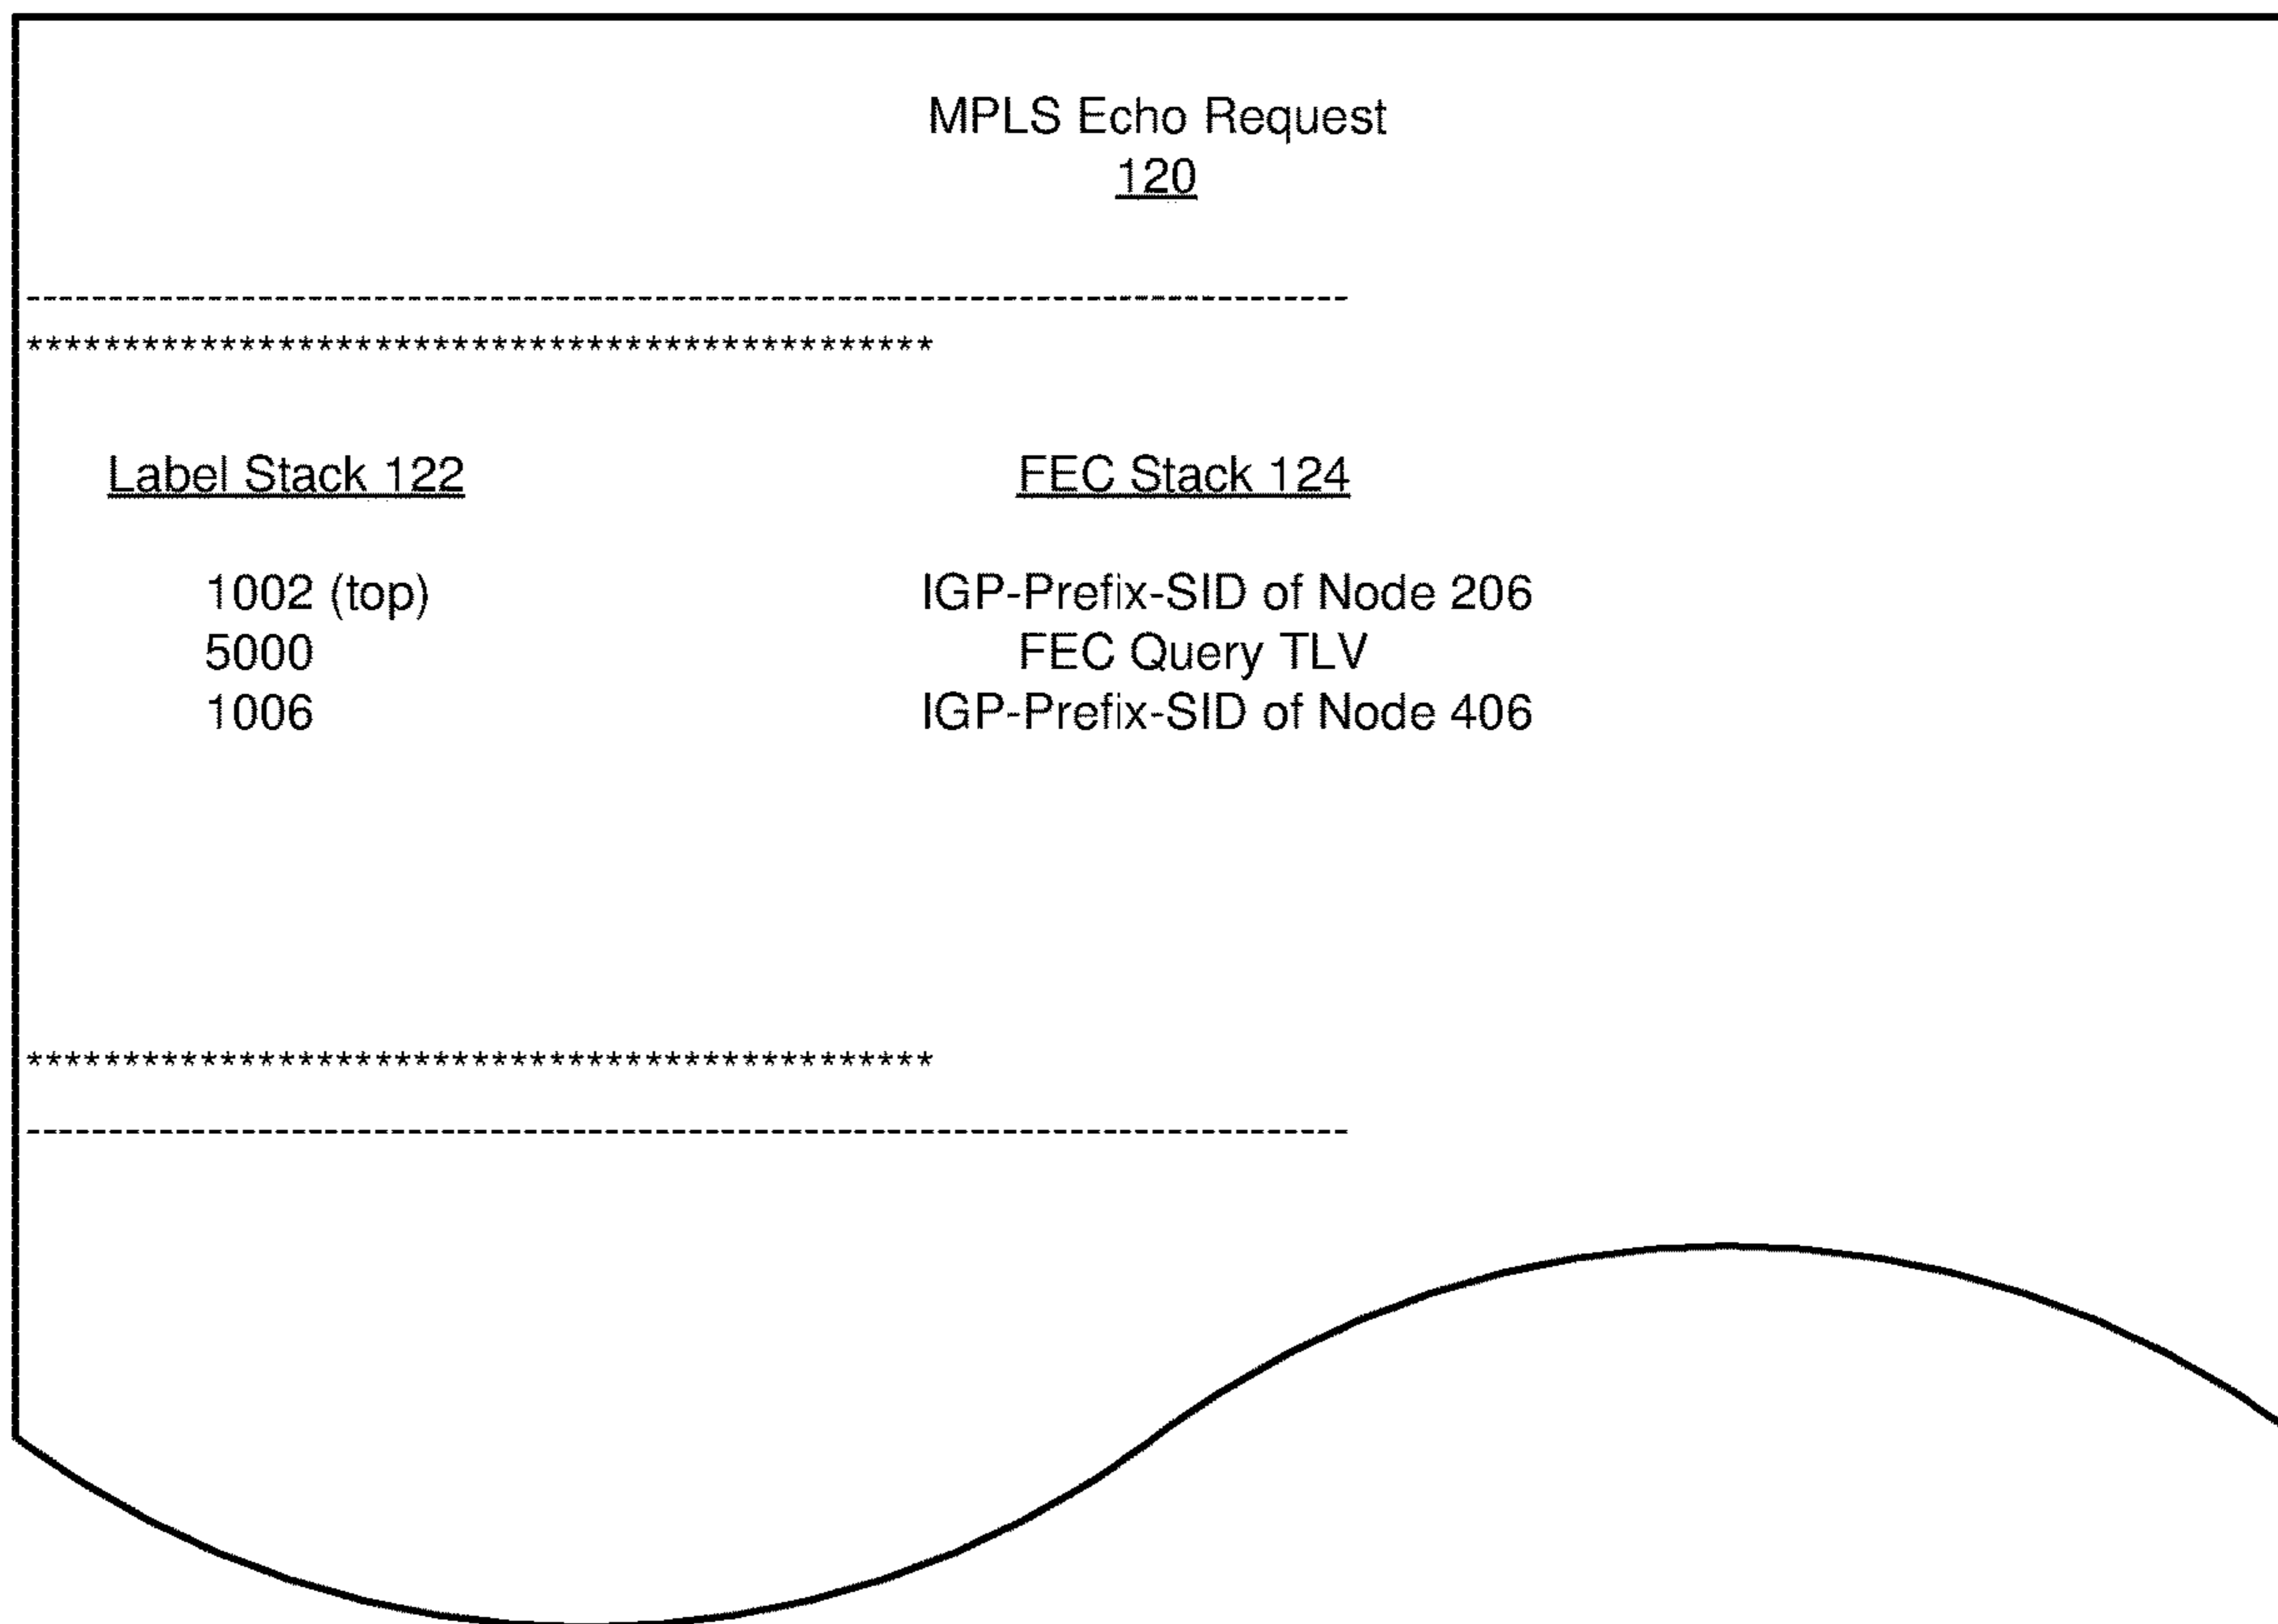 MPLS Echo Request
120
--------------------------------------------------------------------------------
***********************************************
Label Stack 122 FEC Stack 124
1002 (top) IGP-Prefix-SID of Node 206
5000 FEC Query TLV
1006 IGP-Prefix-SID of Node 406
***********************************************
--------------------------------------------------------------------------------